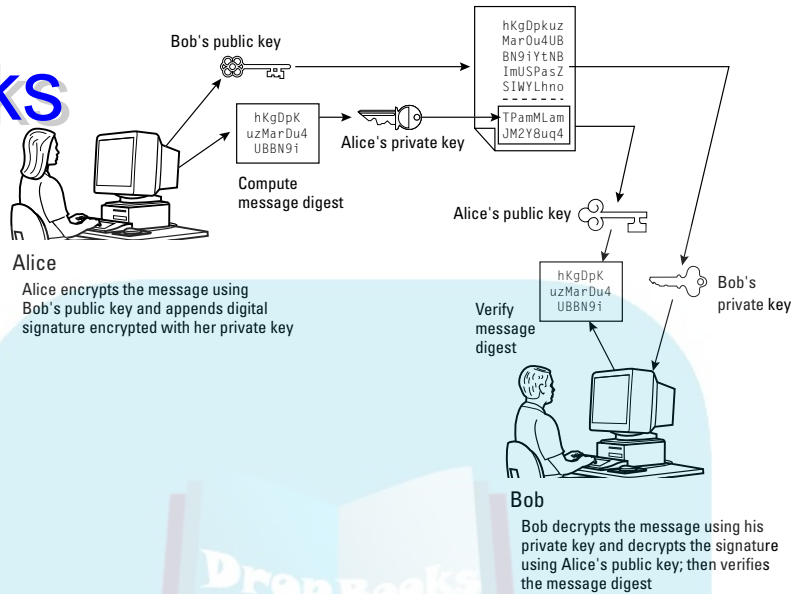 Bob's public key
hKgDpkuz
MarOu4UB
BN9iYtNB
ImUSPasZ
SIWYLhno
TPamMLam
JM2Y8uq4
ks
hKgDpK
uzMarDu4
UBBN9i
Alice's private key
Compute
message digest
Alice's public key
Alice
Alice encrypts the message using
Bob's public key and appends digital
signature encrypted with her private key
hKgDpK
uzMarDu4
UBBN9i
Verify
message
digest
Bob's
private key
Bob
Bob decrypts the message using his
private key and decrypts the signature
using Alice's public key; then verifies
the message digest
DropBooks